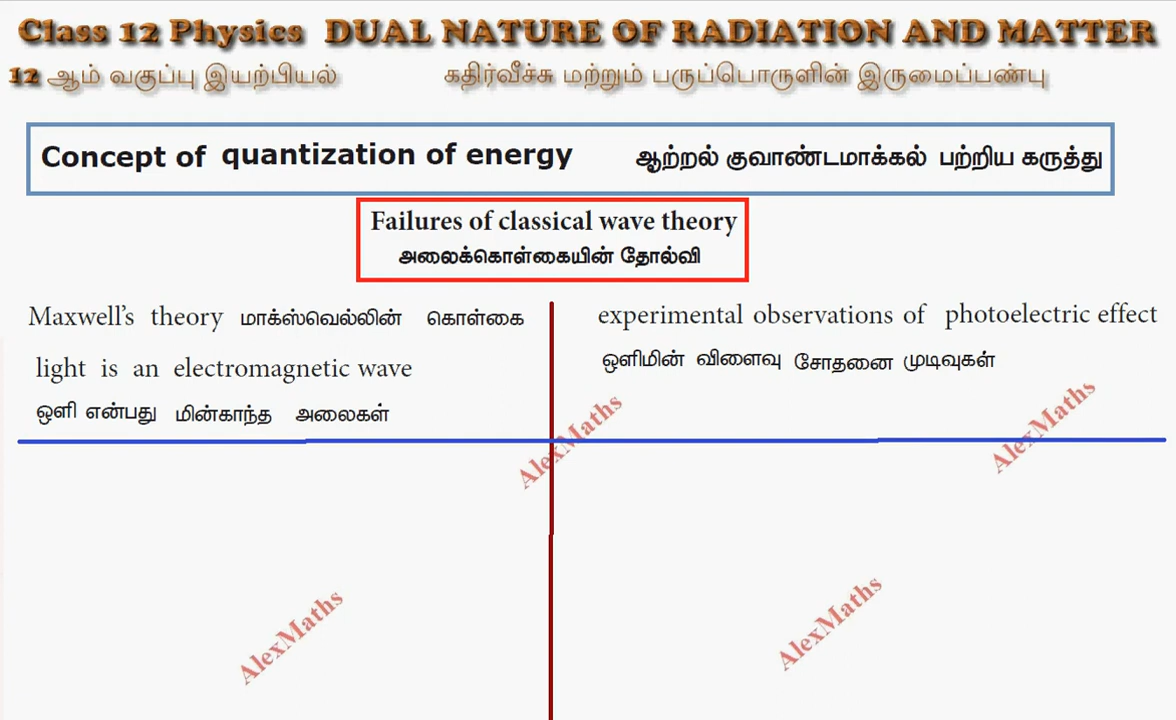 Class 12 Physics DUAL NATURE OF RADIATION AND MATTER
12 ஆம் வகுப்பு இயற்பியல் கதிர்வீச்சு மற்றும் பருப்பொருளின் இருமைப்பண்பு
Concept of quantization of energy ஆற்றல் குவாண்டமாக்கல் பற்றிய கருத்து
Failures of classical wave theory
அலைக்கொள்கையின் தோல்வி
Maxwell's theory மாக்ஸ்வெல்லின் கொள்கை
light is an electromagnetic wave
ஒளி என்பது மின்காந்த அலைகள்
experimental observations of photoelectric effect
ஒளிமின் விளைவு சோதனை முடிவுகள்
AlexMaths
AlexMaths
AlexMaths
AlexMaths